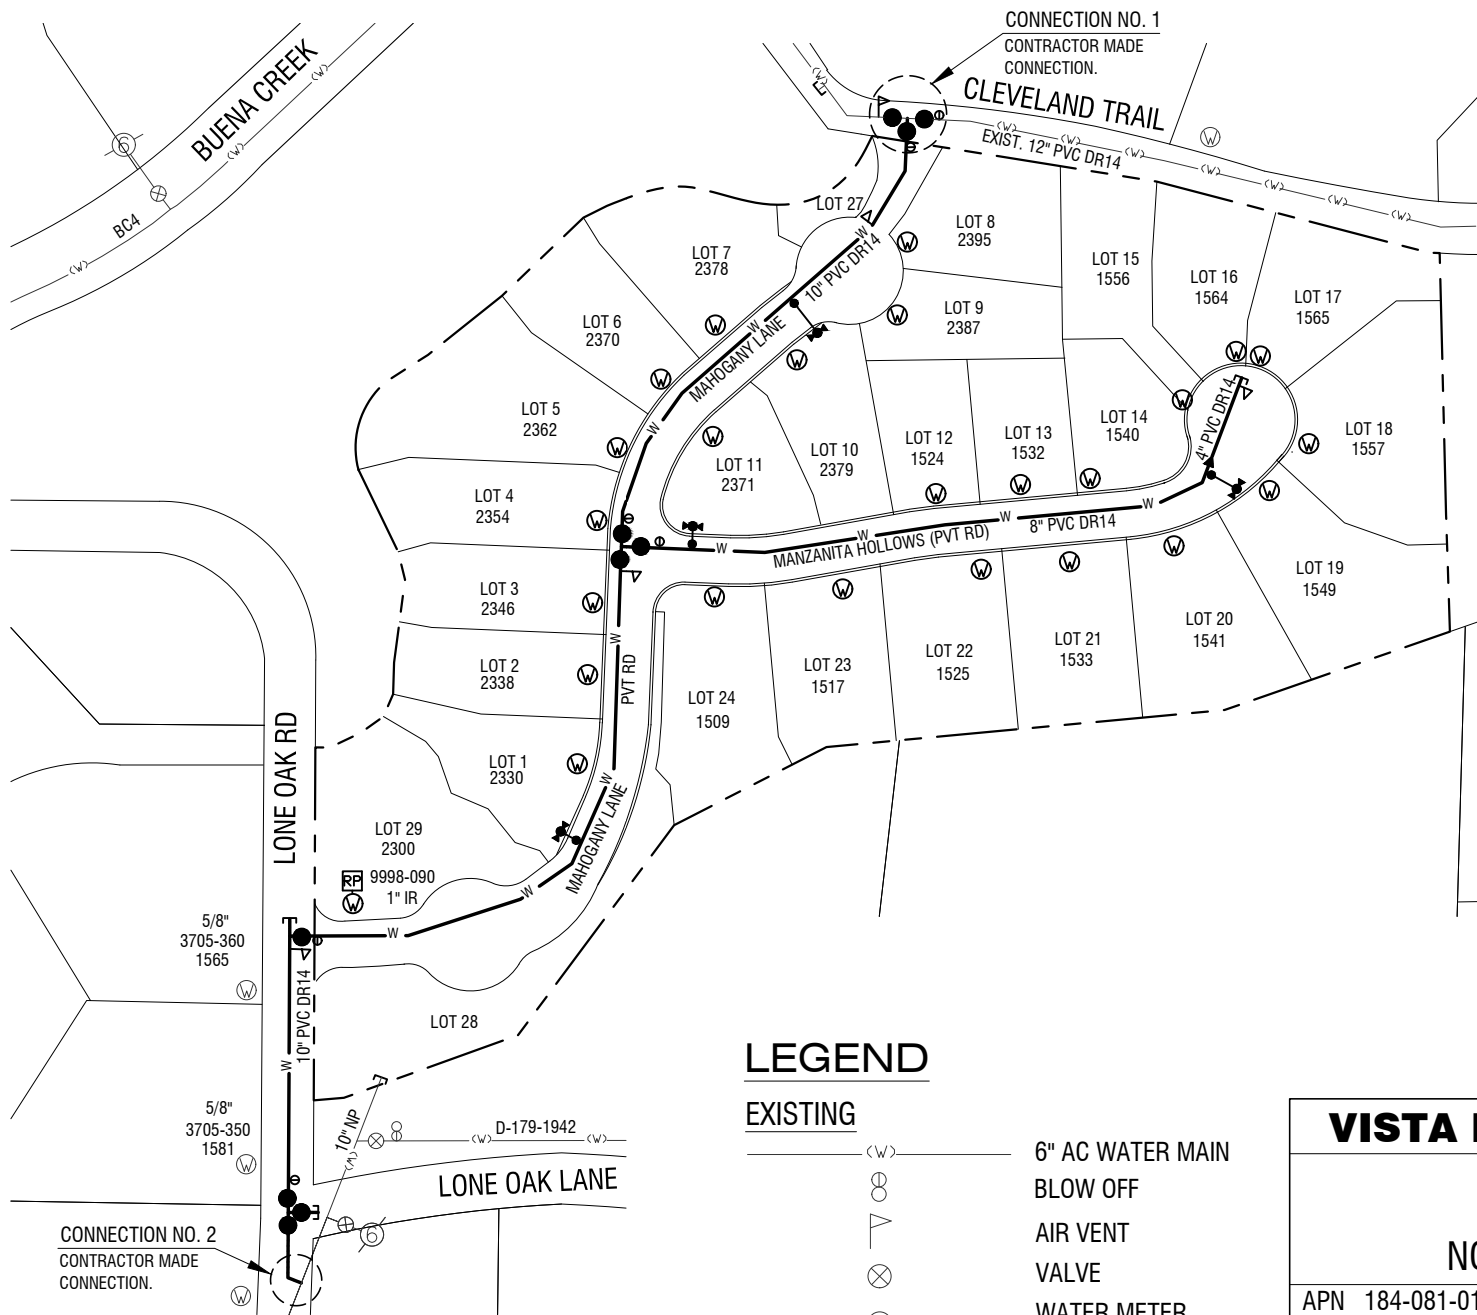 CONNECTION NO. 1
CONTRACTOR MADE
CONNECTION.
CLEVELAND TRAIL
EXIST. 12" PVC DR14
BUENA CREEK
BC4
6
LOT 27
LOT 8
2395
LOT 7
2378
LOT 15
1556
LOT 16
1564
LOT 17
1565
10" PVC DR14
LOT 6
2370
LOT 9
2387
MAHOGANY LANE
LOT 5
2362
LOT 10
2379
LOT 11
2371
LOT 12
1524
LOT 13
1532
LOT 14
1540
4" PVC DR14
LOT 18
1557
LOT 4
2354
MANZANITA HOLLOWS (PVT RD)
8" PVC DR14
LOT 3
2346
LOT 19
1549
LOT 2
2338
PVT RD
LOT 24
1509
LOT 23
1517
LOT 22
1525
LOT 21
1533
LOT 20
1541
LOT 1
2330
MAHOGANY LANE
LONE OAK RD
LOT 29
2300
RP
9998-090
1" IR
5/8"
3705-360
1565
10" PVC DR14
LOT 28
5/8"
3705-350
1581
10" NP
D-179-1942
LONE OAK LANE
6
CONNECTION NO. 2
CONTRACTOR MADE
CONNECTION.
LEGEND
EXISTING
(W) 6" AC WATER MAIN
BLOW OFF
AIR VENT
VALVE
WATER METER
VISTA
NO
APN 184-081-01